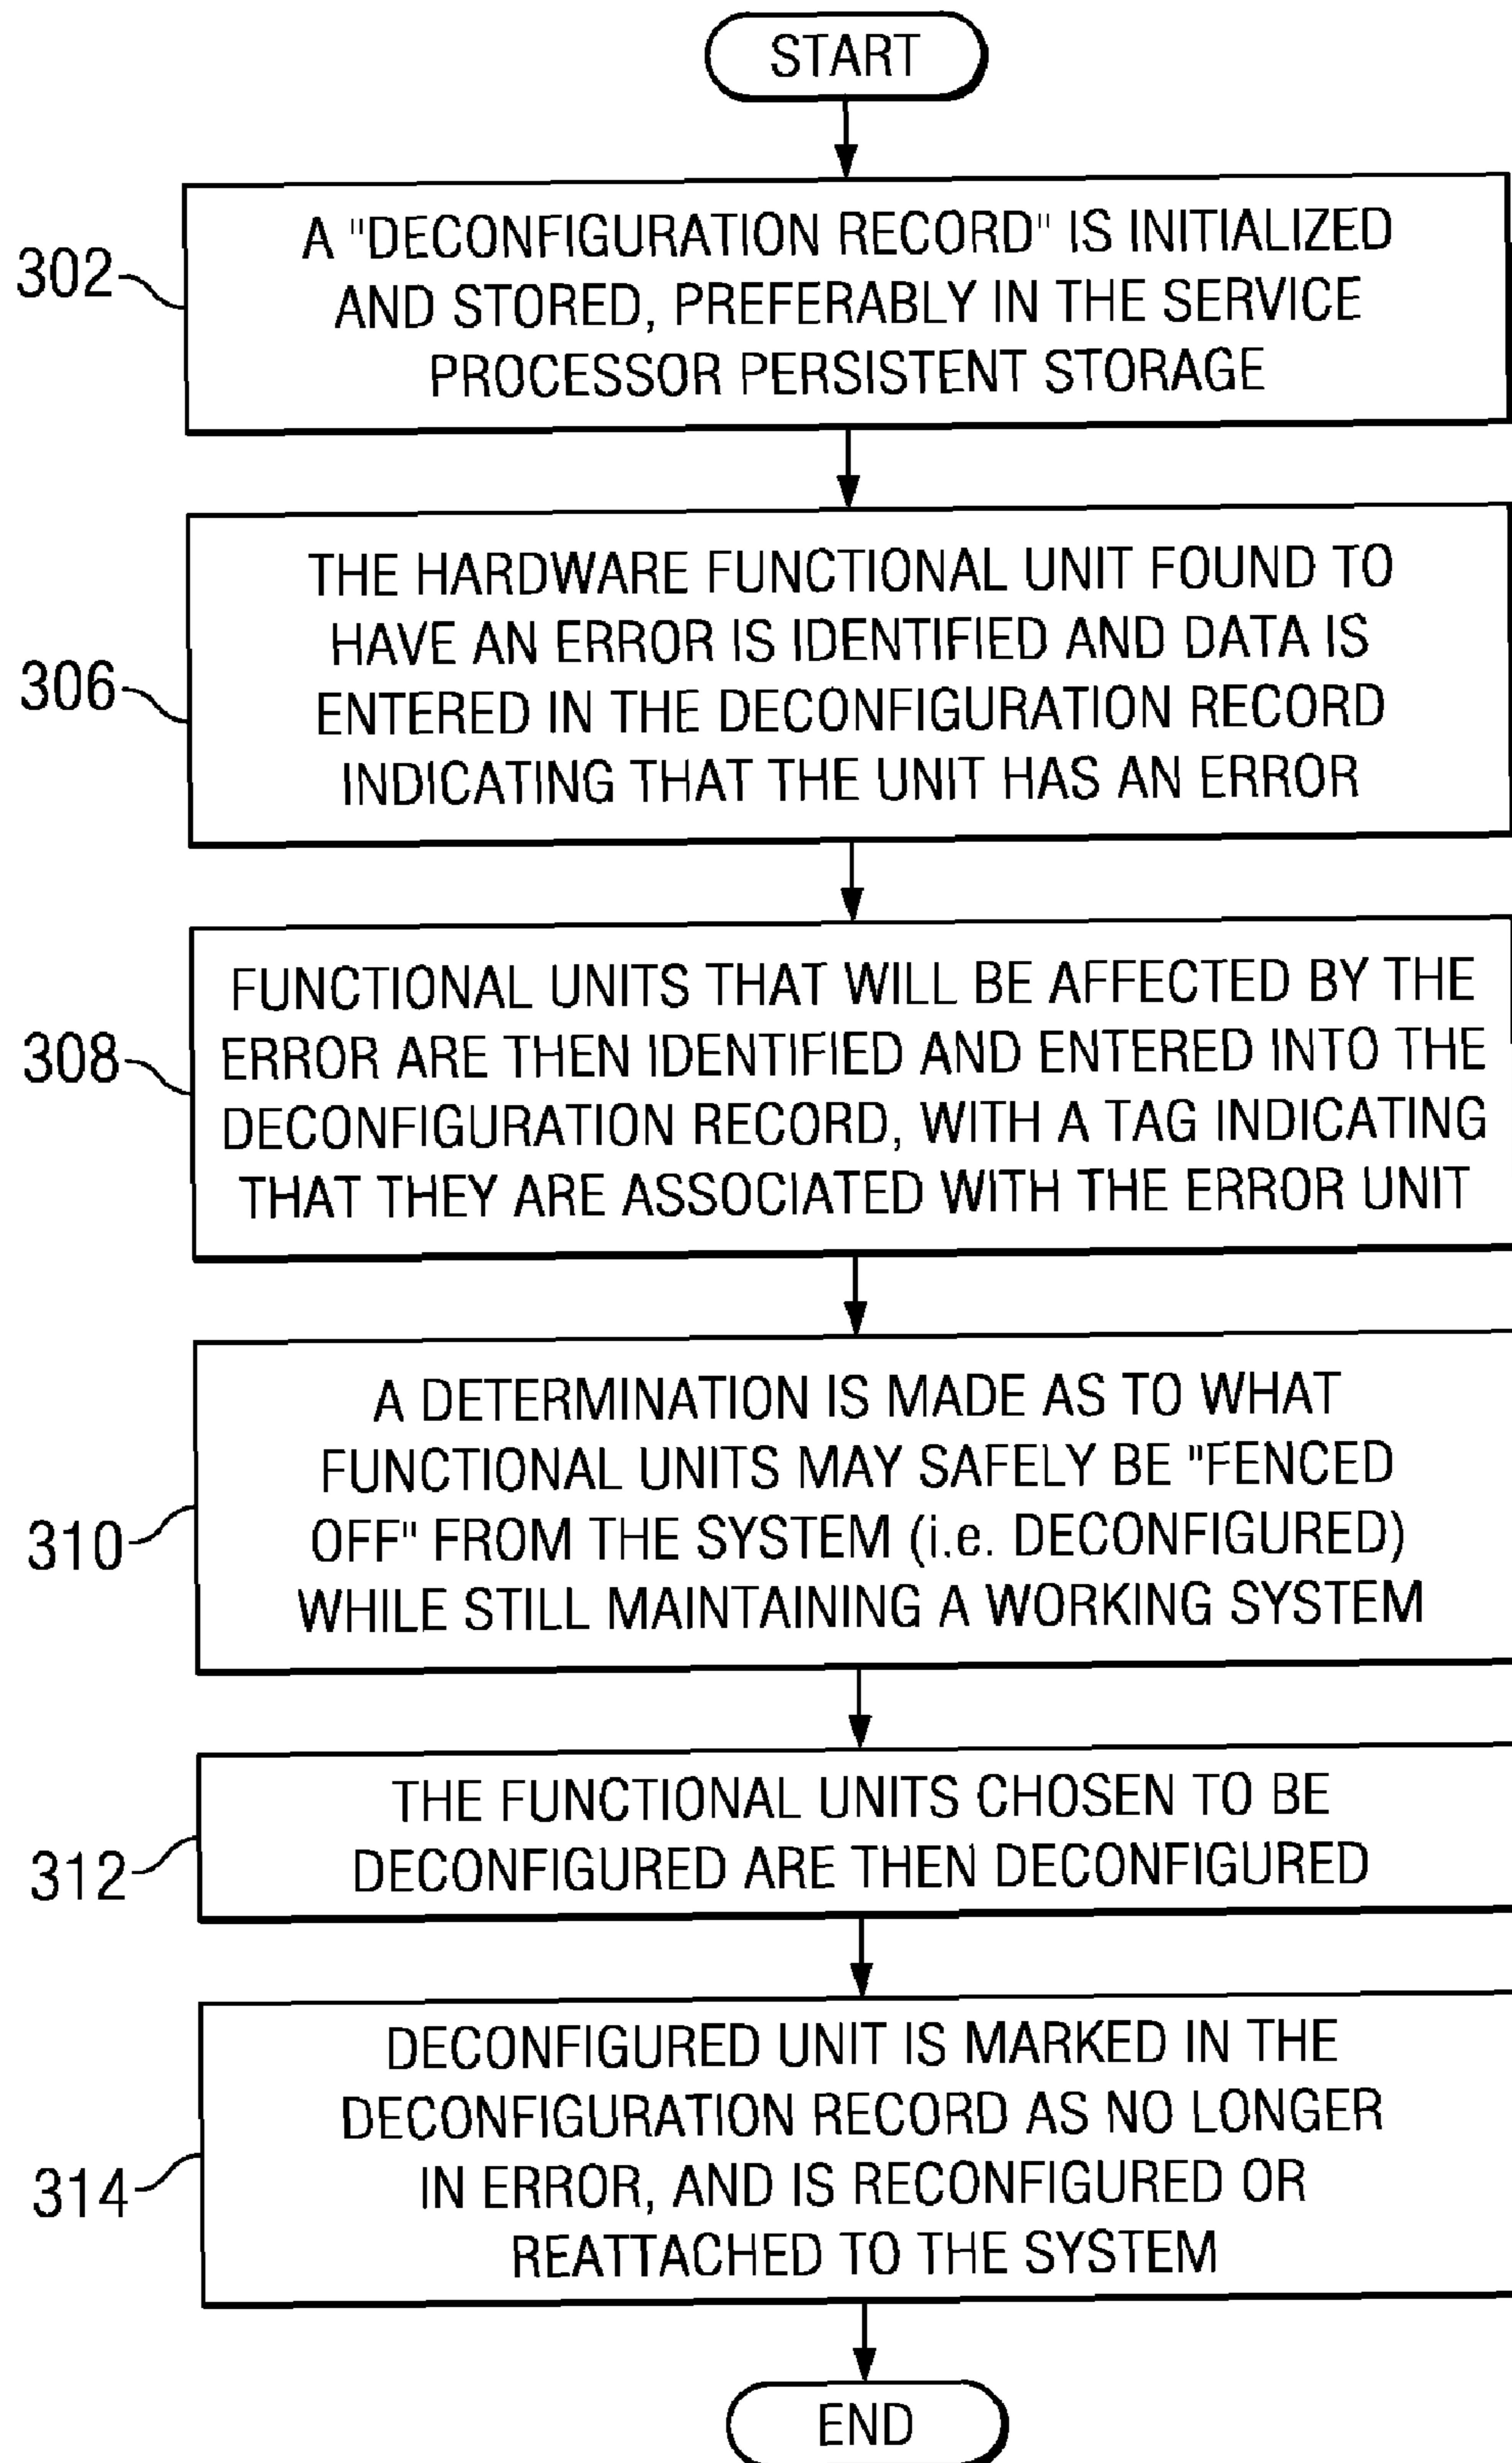 START
302
A "DECONFIGURATION RECORD" IS INITIALIZED
AND STORED, PREFERABLY IN THE SERVICE
PROCESSOR PERSISTENT STORAGE
306
THE HARDWARE FUNCTIONAL UNIT FOUND TO
HAVE AN ERROR IS IDENTIFIED AND DATA IS
ENTERED IN THE DECONFIGURATION RECORD
INDICATING THAT THE UNIT HAS AN ERROR
308
FUNCTIONAL UNITS THAT WILL BE AFFECTED BY THE
ERROR ARE THEN IDENTIFIED AND ENTERED INTO THE
DECONFIGURATION RECORD, WITH A TAG INDICATING
THAT THEY ARE ASSOCIATED WITH THE ERROR UNIT
310
A DETERMINATION IS MADE AS TO WHAT
FUNCTIONAL UNITS MAY SAFELY BE "FENCED
OFF" FROM THE SYSTEM (i.e. DECONFIGURED)
WHILE STILL MAINTAINING A WORKING SYSTEM
312
THE FUNCTIONAL UNITS CHOSEN TO BE
DECONFIGURED ARE THEN DECONFIGURED
314
DECONFIGURED UNIT IS MARKED IN THE
DECONFIGURATION RECORD AS NO LONGER
IN ERROR, AND IS RECONFIGURED OR
REATTACHED TO THE SYSTEM
END